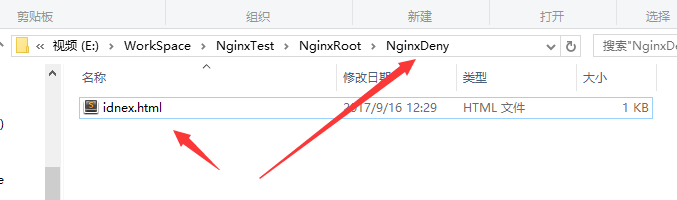 剪贴板 组织 新建 打开 选择
« 视频 (E:) › WorkSpace › NginxTest › NginxRoot › NginxDeny 搜索"NginxDe
名称 修改日期 类型 大小
idnex.html 2017/9/16 12:29 HTML 文件 1 KB
)
e